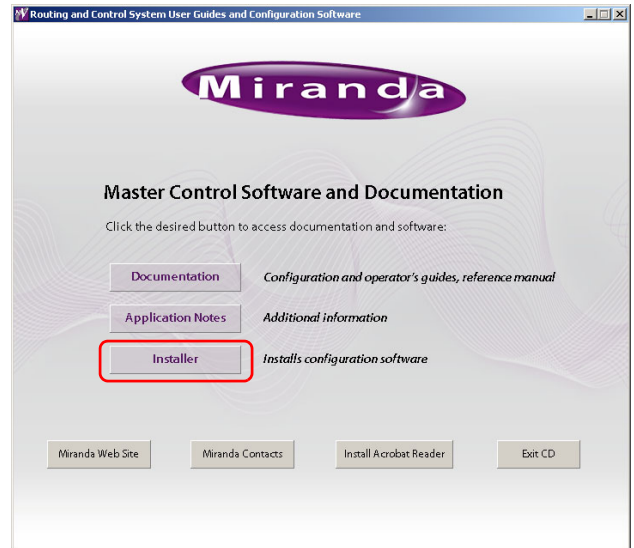 Routing and Control System User Guides and Configuration Software
Miranda
Master Control Software and Documentation
Click the desired button to access documentation and software:
Documentation Configuration and operator's guides, reference manual
Application Notes Additional information
Installer Installs configuration software
Miranda Web Site Miranda Contacts Install Acrobat Reader Exit CD